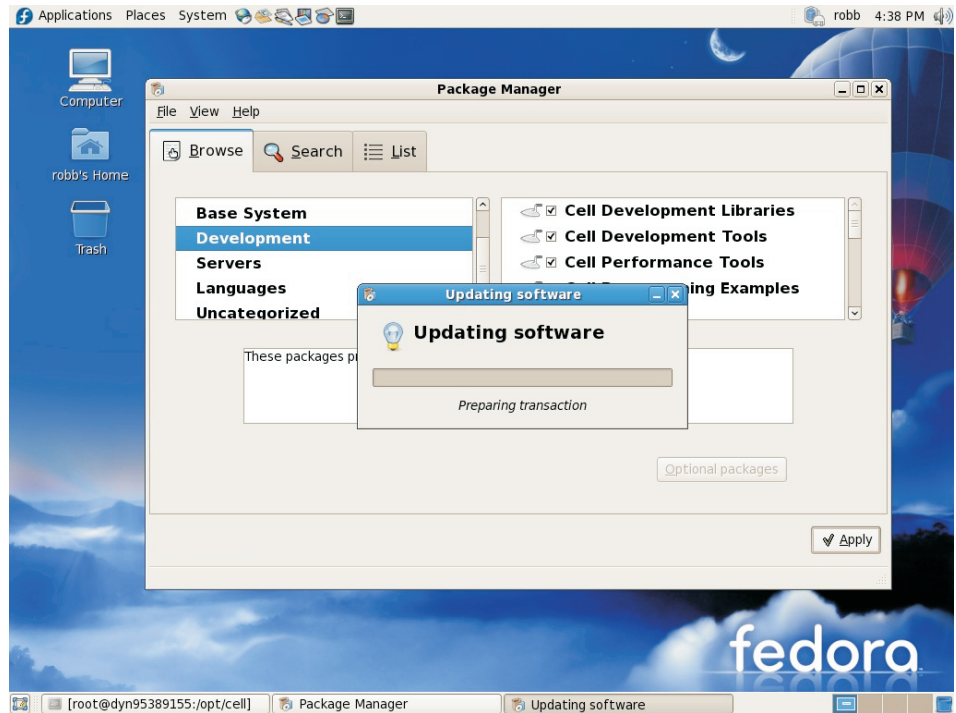 Applications Places System
robb 4:38 PM
Computer
robb's Home
Trash
Package Manager
File View Help
Browse Search List
Base System
Development
Servers
Languages
Uncategorized
Cell Development Libraries
Cell Development Tools
Cell Performance Tools
ing Examples
Updating software
Updating software
Preparing transaction
These packages p
Optional packages
Apply
fedora
[root@dyn95389155:/opt/cell] Package Manager Updating software